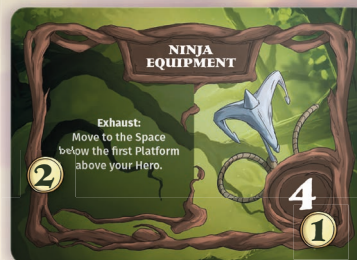 NINJA
EQUIPMENT
Exhaust:
Move to the Space
below the first Platform
above your Hero.
2
4
1